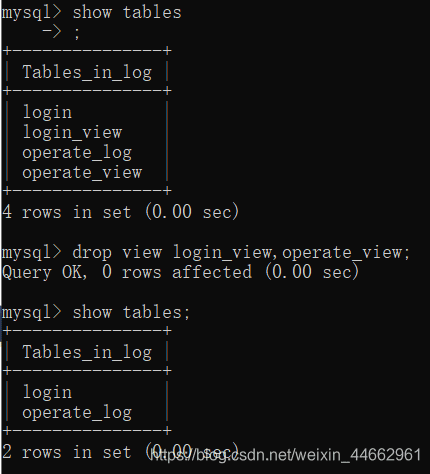 mysql> show tables
    -> ;
+---------------+
| Tables_in_log |
+---------------+
| login         |
| login_view    |
| operate_log   |
| operate_view  |
+---------------+
4 rows in set (0.00 sec)

mysql> drop view login_view,operate_view;
Query OK, 0 rows affected (0.00 sec)

mysql> show tables;
+---------------+
| Tables_in_log |
+---------------+
| login         |
| operate_log   |
+---------------+
2 rows in set (0.00 sec)
https://blog.csdn.net/weixin_44662961